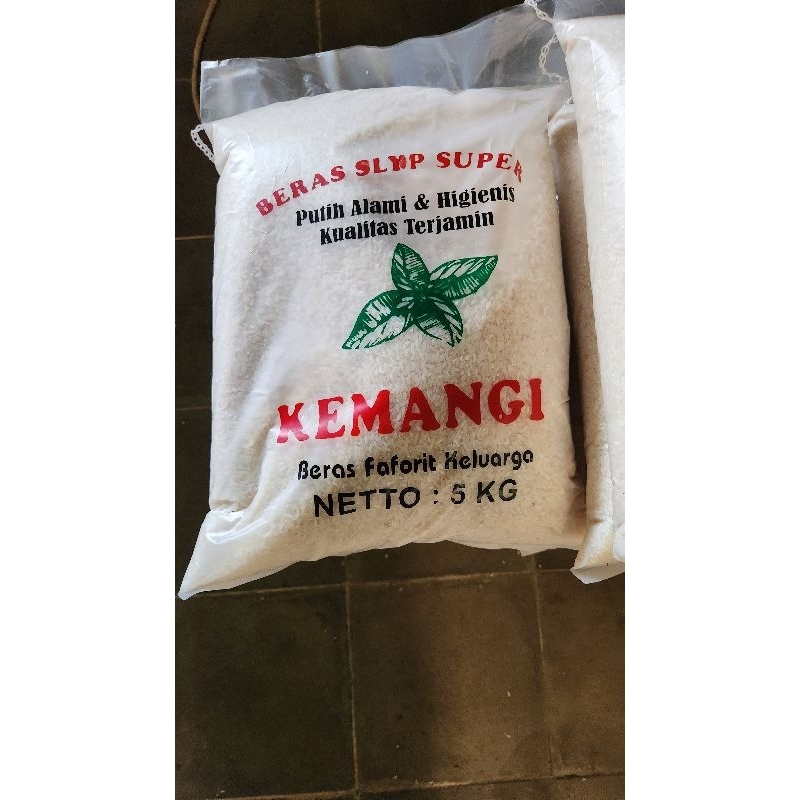 BERAS SLYP SUPER
Putih Alami & Higienis
Kualitas Terjamin
KEMANGI
Beras Faforit Keluarga
NETTO : 5 KG